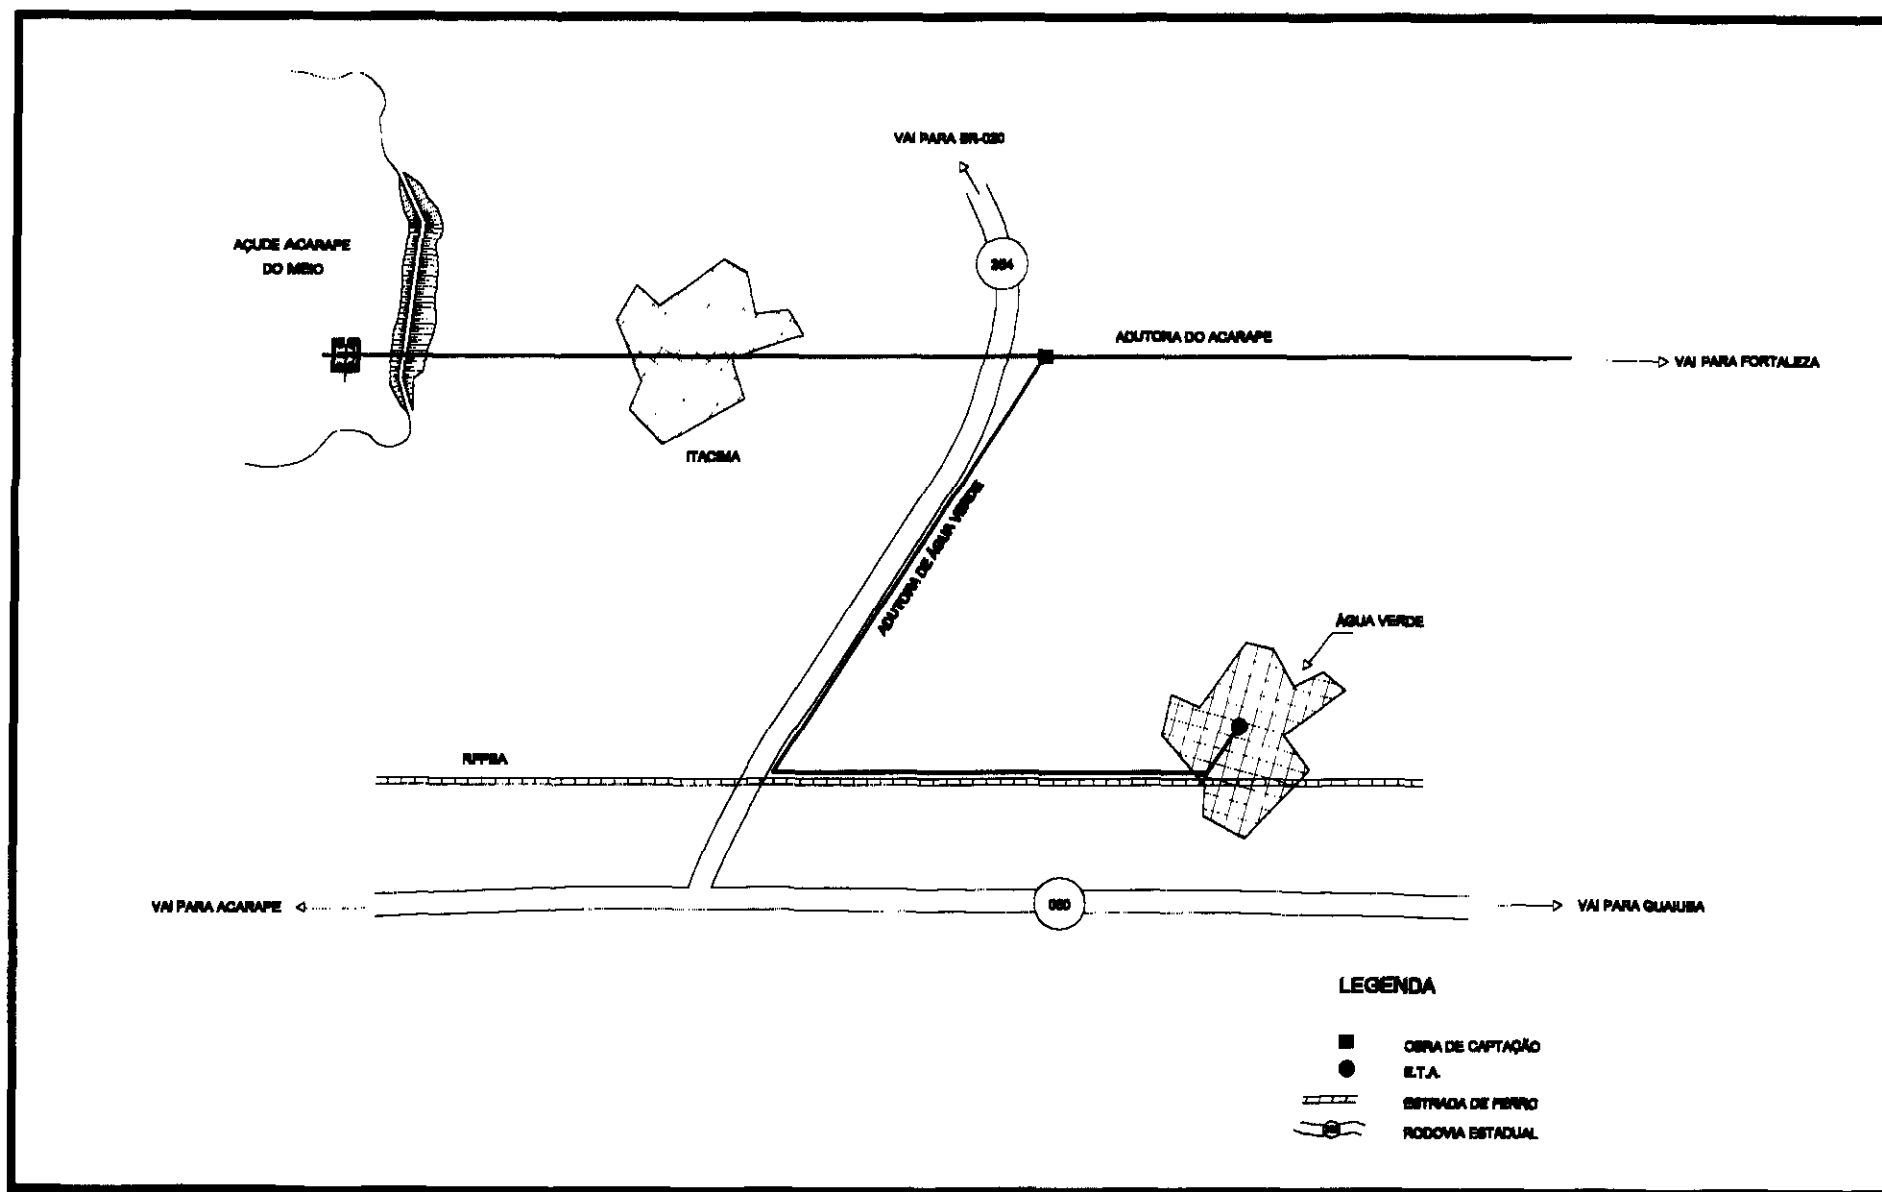 VAI PARA BR-020
AÇUDE ACARAPE
DO MEIO
ADUTORA DO ACARAPE
VAI PARA FORTALEZA
ITACIMA
ADUTORA DE ÁGUA VERDE
ÁGUA VERDE
RFFSA
VAI PARA ACARAPE
060
VAI PARA GUAIUBA
LEGENDA
OBRA DE CAPTAÇÃO
E.T.A.
ESTRADA DE FERRO
RODOVIA ESTADUAL